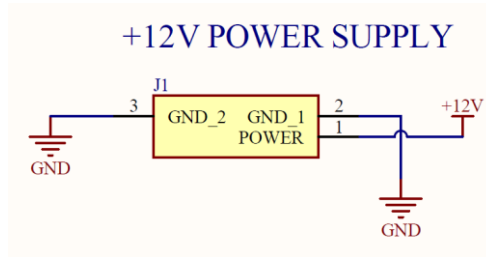 +12V POWER SUPPLY
J1
3 GND_2 GND_1 2 +12V
POWER 1
GND
GND